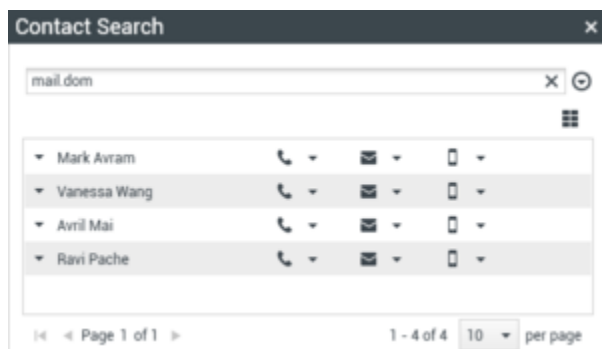 Contact Search
mail.dom
Mark Avram
Vanessa Wang
Avril Mai
Ravi Pache
Page 1 of 1 1 - 4 of 4 10 per page